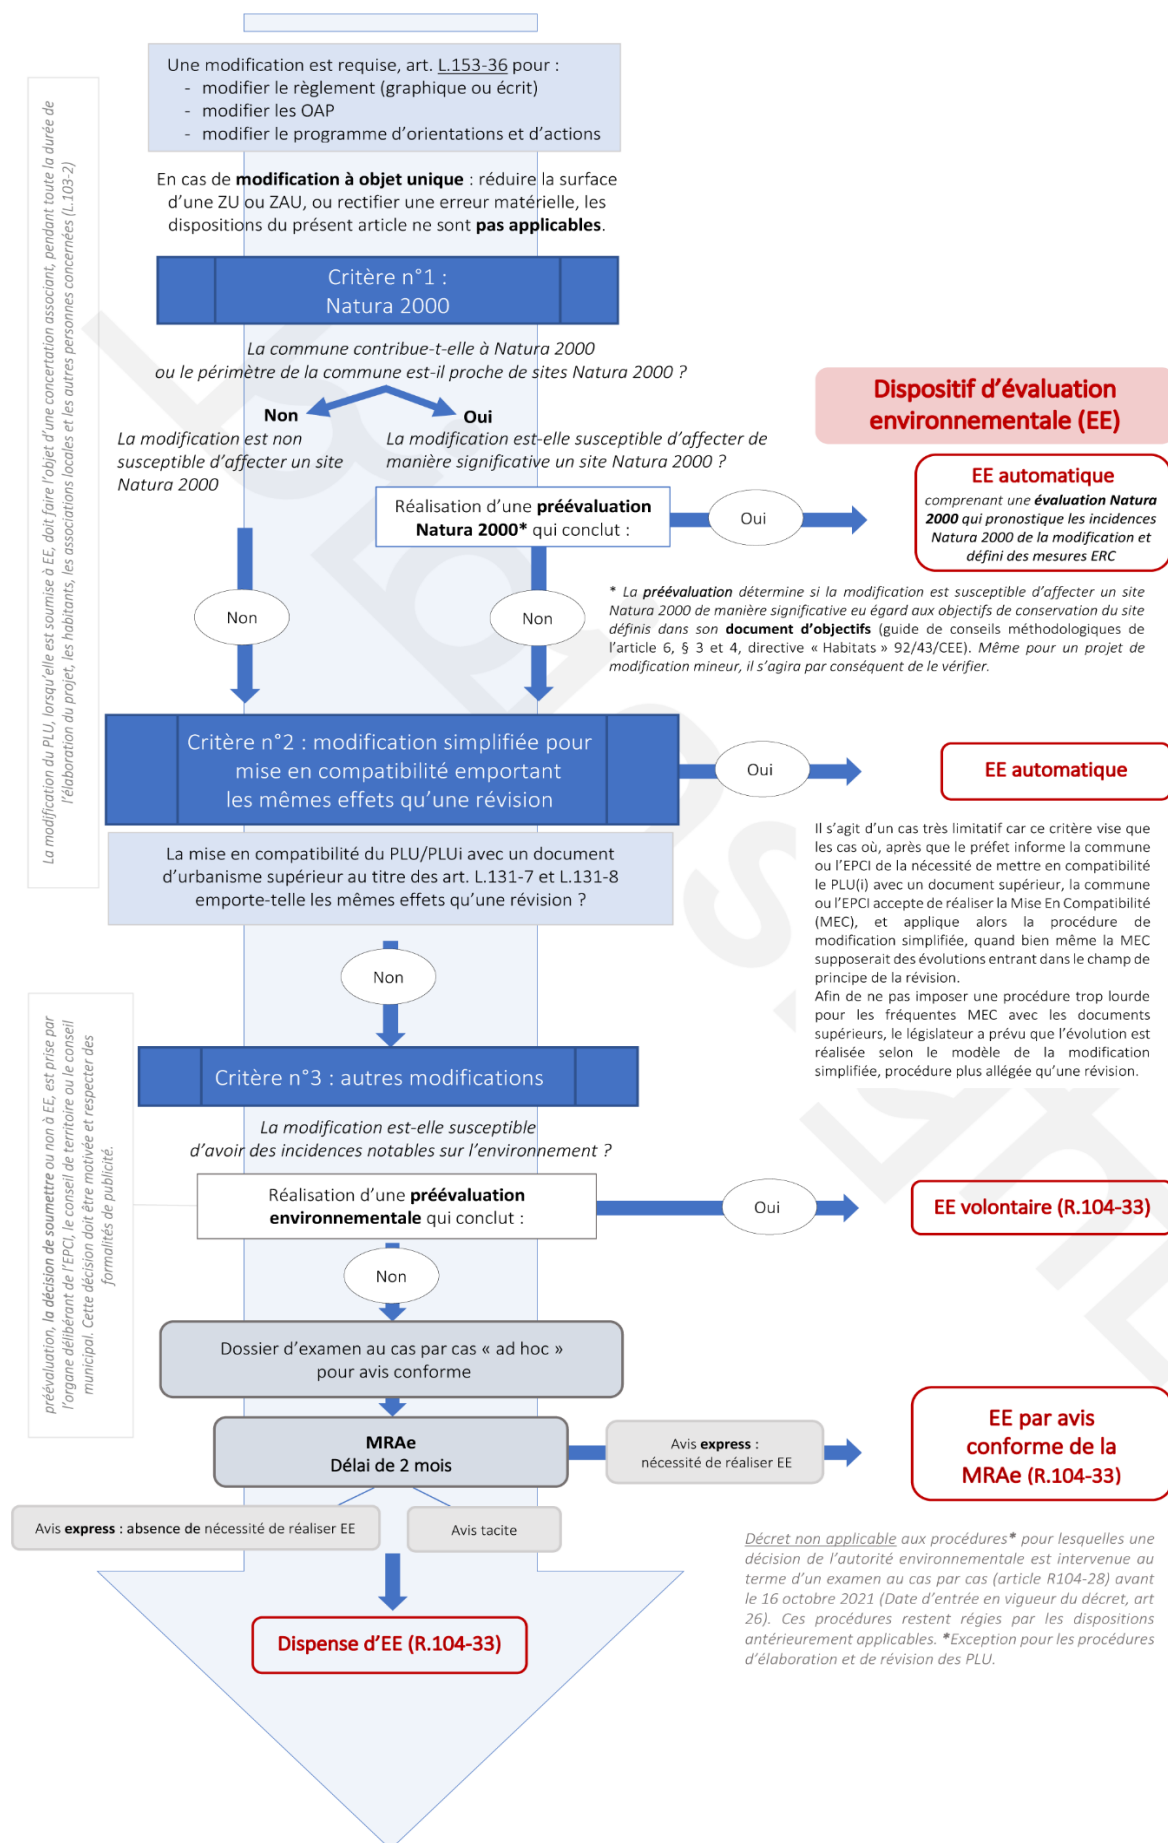 Une modification est requise, art. L.153-36 pour :
- modifier le règlement (graphique ou écrit)
- modifier les OAP
- modifier le programme d’orientations et d’actions
En cas de modification à objet unique : réduire la surface
d’une ZU ou ZAU, ou rectifier une erreur matérielle, les
dispositions du présent article ne sont pas applicables.
La modification du PLU, lorsqu’elle est soumise à EE, doit faire l’objet d’une concertation associant, pendant toute la durée de
l’élaboration du projet, les habitants, les associations locales et les autres personnes concernées (L.103-2)
Critère n°1 :
Natura 2000
La commune contribue-t-elle à Natura 2000
ou le périmètre de la commune est-il proche de sites Natura 2000 ?
Non
La modification est non
susceptible d’affecter un site
Natura 2000
Oui
La modification est-elle susceptible d’affecter de
manière significative un site Natura 2000 ?
Dispositif d’évaluation
environnementale (EE)
Réalisation d’une préévaluation
Natura 2000* qui conclut :
Oui
EE automatique
comprenant une évaluation Natura
2000 qui pronostique les incidences
Natura 2000 de la modification et
défini des mesures ERC
Non
Non
* La préévaluation détermine si la modification est susceptible d’affecter un site
Natura 2000 de manière significative eu égard aux objectifs de conservation du site
définis dans son document d’objectifs (guide de conseils méthodologiques de
l’article 6, § 3 et 4, directive « Habitats » 92/43/CEE). Même pour un projet de
modification mineur, il s’agira par conséquent de le vérifier.
Critère n°2 : modification simplifiée pour
mise en compatibilité emportant
les mêmes effets qu’une révision
Oui
EE automatique
La mise en compatibilité du PLU/PLUi avec un document
d’urbanisme supérieur au titre des art. L.131-7 et L.131-8
emporte-telle les mêmes effets qu’une révision ?
Il s’agit d’un cas très limitatif car ce critère vise que
les cas où, après que le préfet informe la commune
ou l’EPCI de la nécessité de mettre en compatibilité
le PLU(i) avec un document supérieur, la commune
ou l’EPCI accepte de réaliser la Mise En Compatibilité
(MEC), et applique alors la procédure de
modification simplifiée, quand bien même la MEC
supposerait des évolutions entrant dans le champ de
principe de la révision.
Afin de ne pas imposer une procédure trop lourde
pour les fréquentes MEC avec les documents
supérieurs, le législateur a prévu que l’évolution est
réalisée selon le modèle de la modification
simplifiée, procédure plus allégée qu’une révision.
Non
Critère n°3 : autres modifications
La modification est-elle susceptible
d’avoir des incidences notables sur l’environnement ?
préévaluation, la décision de soumettre ou non à EE, est prise par
l’organe délibérant de l’EPCI, le conseil de territoire ou le conseil
municipal. Cette décision doit être motivée et respecter des
formalités de publicité.
Réalisation d’une préévaluation
environnementale qui conclut :
Oui
EE volontaire (R.104-33)
Non
Dossier d’examen au cas par cas « ad hoc »
pour avis conforme
MRAe
Délai de 2 mois
Avis express :
nécessité de réaliser EE
EE par avis
conforme de la
MRAe (R.104-33)
Avis express : absence de nécessité de réaliser EE
Avis tacite
Décret non applicable aux procédures* pour lesquelles une
décision de l’autorité environnementale est intervenue au
terme d’un examen au cas par cas (article R104-28) avant
le 16 octobre 2021 (Date d’entrée en vigueur du décret, art
26). Ces procédures restent régies par les dispositions
antérieurement applicables. *Exception pour les procédures
d’élaboration et de révision des PLU.
Dispense d’EE (R.104-33)